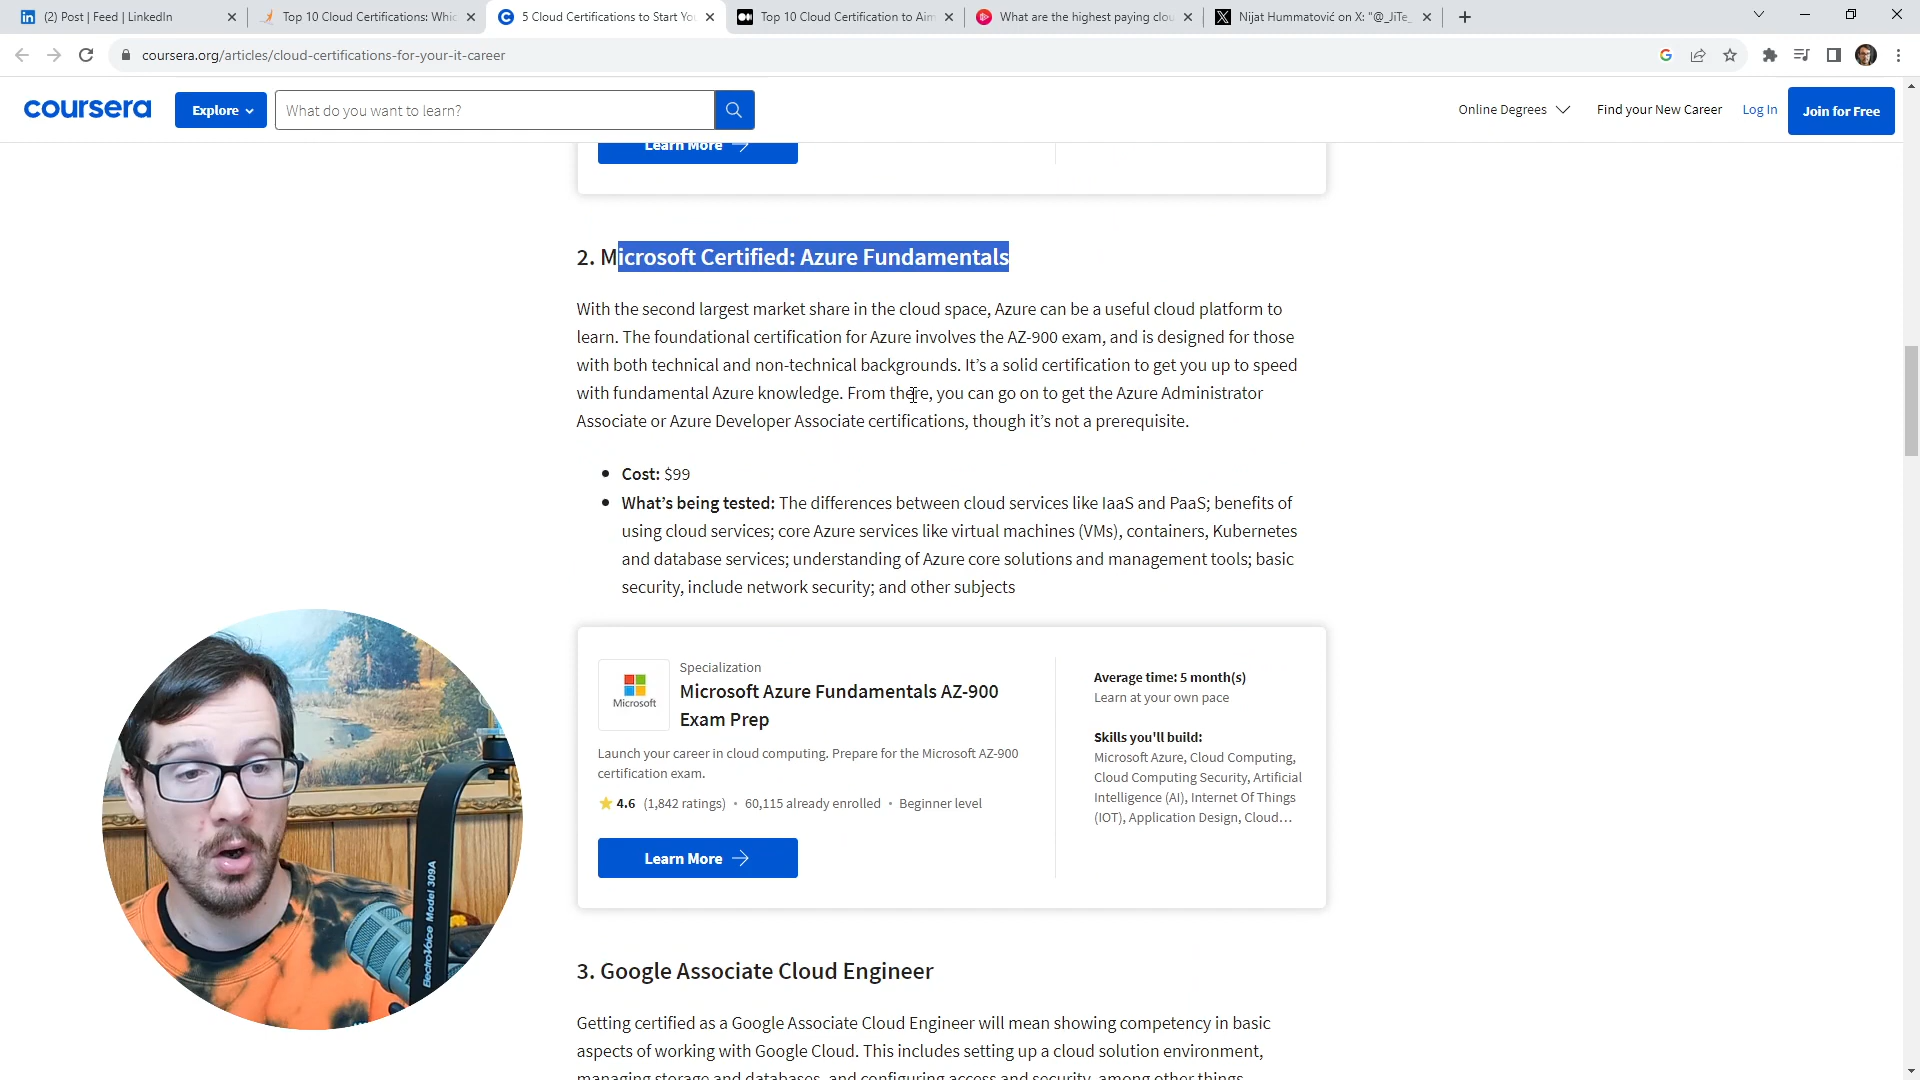 (2) Post | Feed | LinkedIn
Top 10 Cloud Certifications: Whic
5 Cloud Certifications to Start Yo
Top 10 Cloud Certification to Aim
What are the highest paying clou
Nijat Hummatović on X: "@_JiTe_
coursera.org/articles/cloud-certifications-for-your-it-career
coursera
Explore
What do you want to learn?
Online Degrees
Find your New Career
Log In
Join for Free
Learn More
2. Microsoft Certified: Azure Fundamentals
With the second largest market share in the cloud space, Azure can be a useful cloud platform to
learn. The foundational certification for Azure involves the AZ-900 exam, and is designed for those
with both technical and non-technical backgrounds. It’s a solid certification to get you up to speed
with fundamental Azure knowledge. From there, you can go on to get the Azure Administrator
Associate or Azure Developer Associate certifications, though it’s not a prerequisite.
• Cost: $99
• What’s being tested: The differences between cloud services like IaaS and PaaS; benefits of
using cloud services; core Azure services like virtual machines (VMs), containers, Kubernetes
and database services; understanding of Azure core solutions and management tools; basic
security, include network security; and other subjects
Microsoft
Specialization
Microsoft Azure Fundamentals AZ-900
Exam Prep
Launch your career in cloud computing. Prepare for the Microsoft AZ-900
certification exam.
4.6 (1,842 ratings) • 60,115 already enrolled • Beginner level
Learn More
Average time: 5 month(s)
Learn at your own pace
Skills you'll build:
Microsoft Azure, Cloud Computing,
Cloud Computing Security, Artificial
Intelligence (AI), Internet Of Things
(IOT), Application Design, Cloud...
ElectroVoice Model 309A
3. Google Associate Cloud Engineer
Getting certified as a Google Associate Cloud Engineer will mean showing competency in basic
aspects of working with Google Cloud. This includes setting up a cloud solution environment,
managing storage and databases, and configuring access and security, among other things.